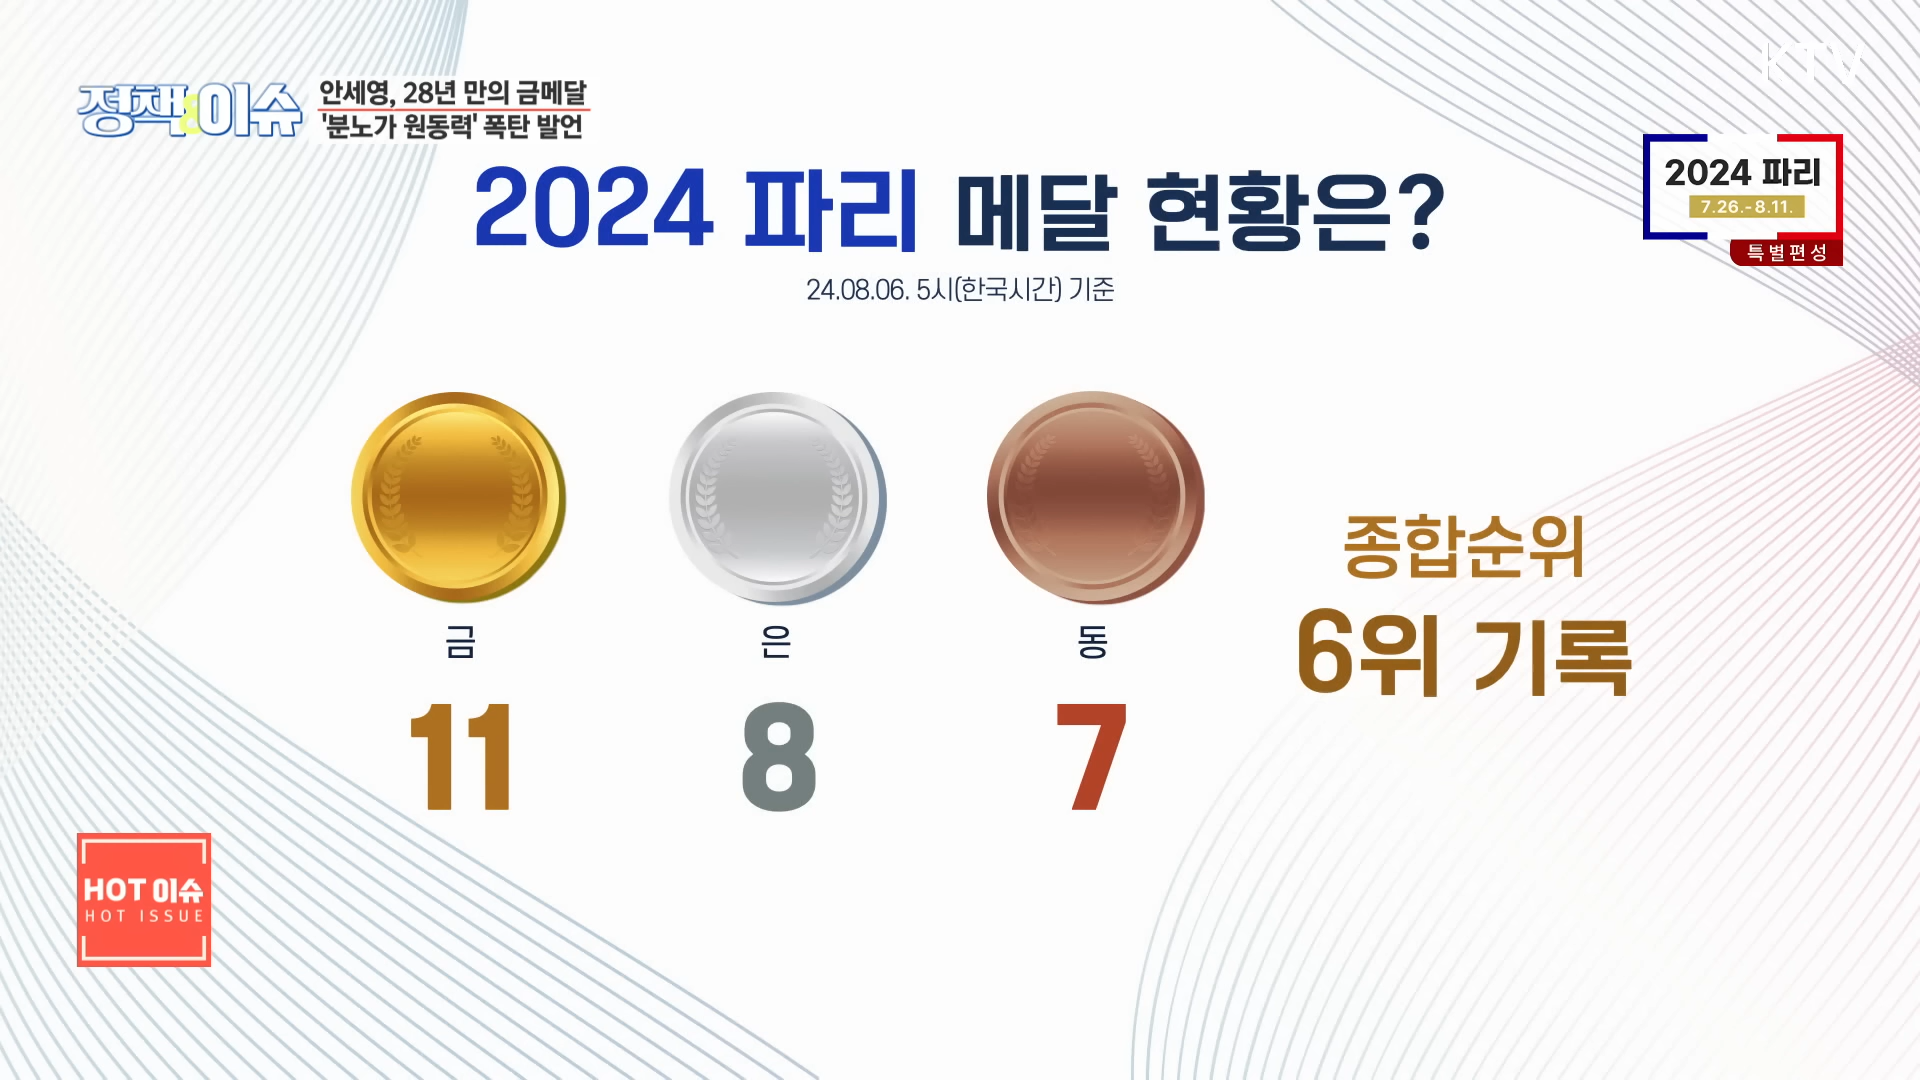 KTV
정책&이슈
안세영, 28년 만의 금메달
'분노가 원동력' 폭탄 발언
2024 파리
7.26.-8.11.
특별편성
2024 파리 메달 현황은?
24.08.06. 5시(한국시간) 기준
금
은
동
11
8
7
종합순위
6위 기록
HOT 이슈
HOT ISSUE